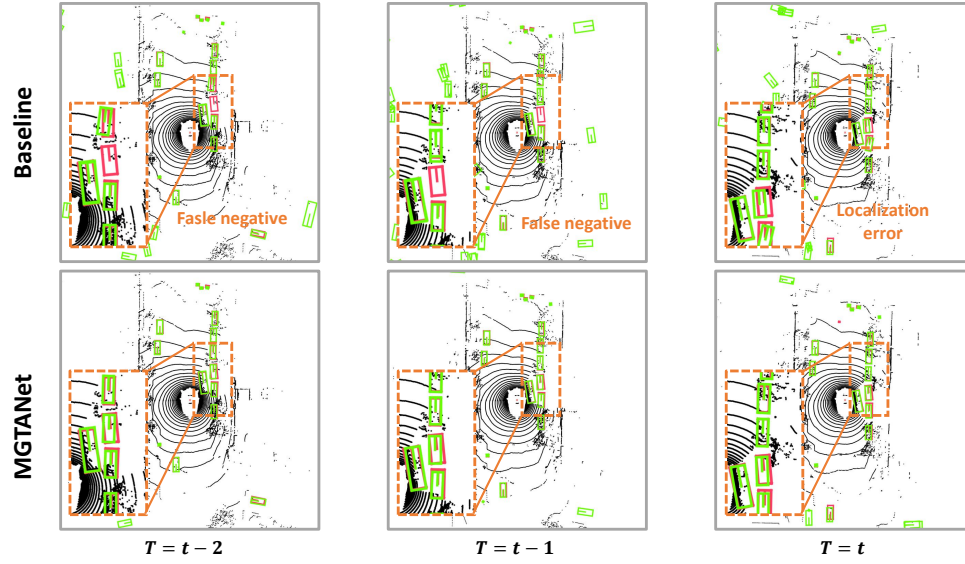 Baseline
Fasle negative
False negative
Localization
error
MGTANet
T = t − 2
T = t − 1
T = t